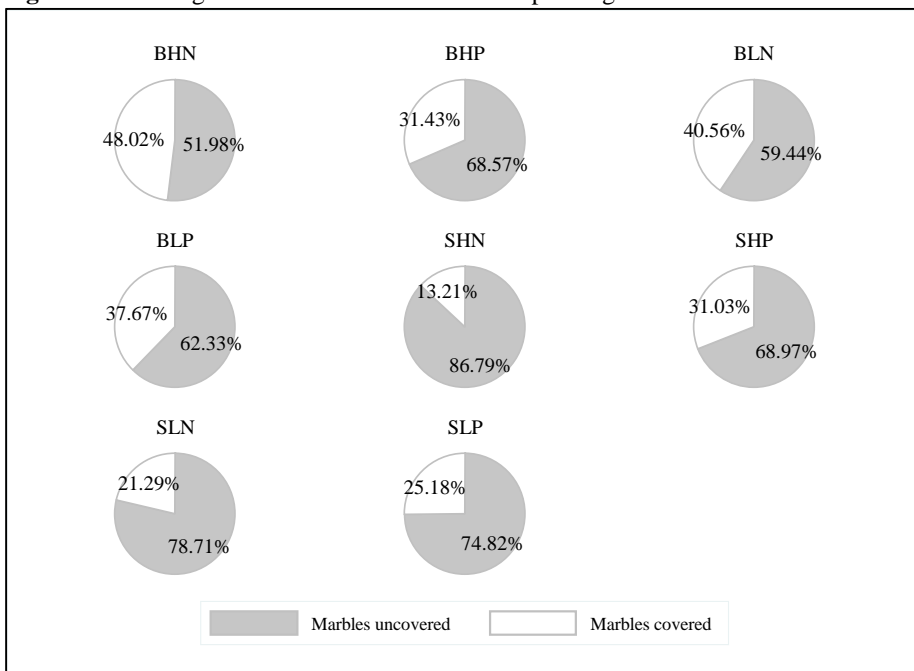 BHN BHP BLN
48.02% 51.98% 31.43% 68.57% 40.56% 59.44%
BLP SHN SHP
37.67% 62.33% 13.21% 86.79% 31.03% 68.97%
SLN SLP
21.29% 78.71% 25.18% 74.82%
Marbles uncovered Marbles covered